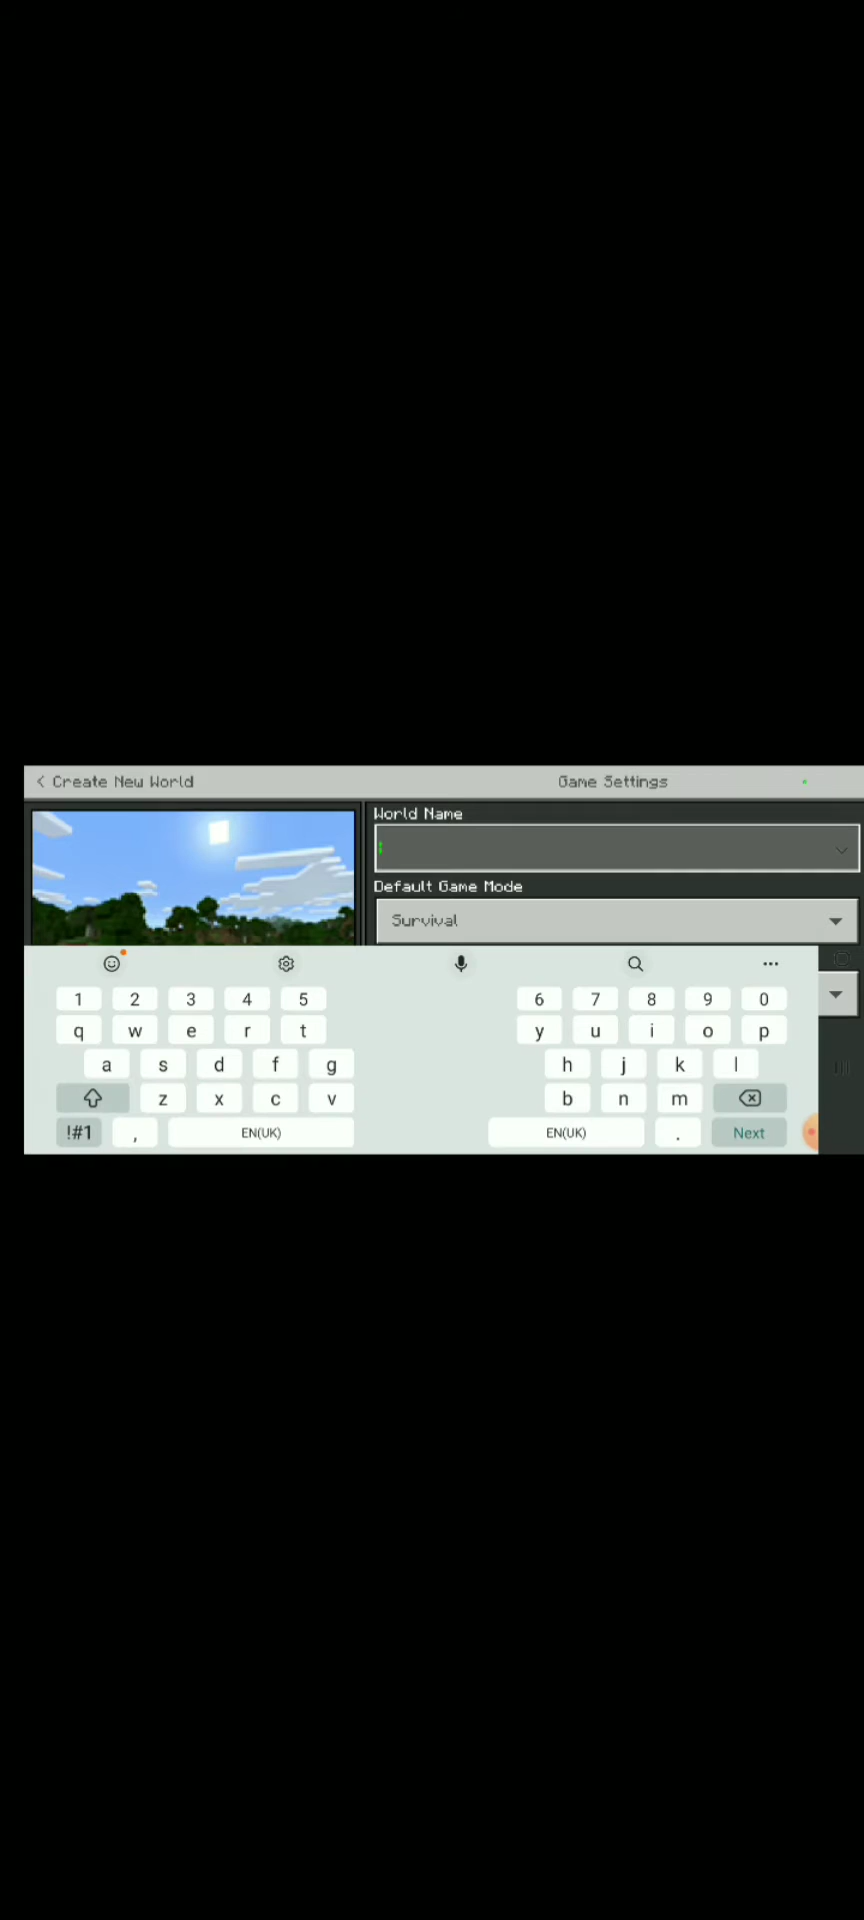 < Create New World Game Settings
World Name
Default Game Mode
Survival
1 2 3 4 5 6 7 8 9 0
q w e r t y u i o p
a s d f g h j k l
z x c v b n m
!#1 , EN(UK) EN(UK) . Next